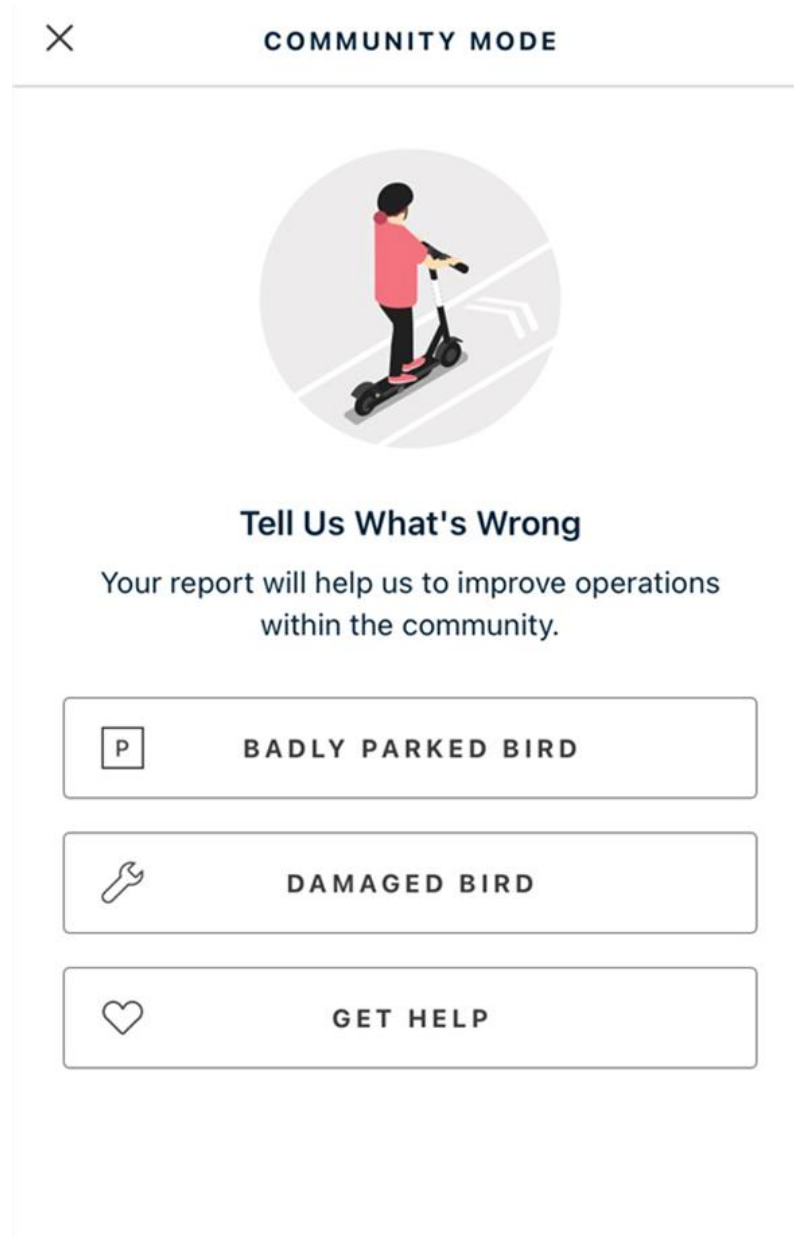 COMMUNITY MODE
Tell Us What's Wrong
Your report will help us to improve operations
within the community.
P
BADLY PARKED BIRD
DAMAGED BIRD
GET HELP